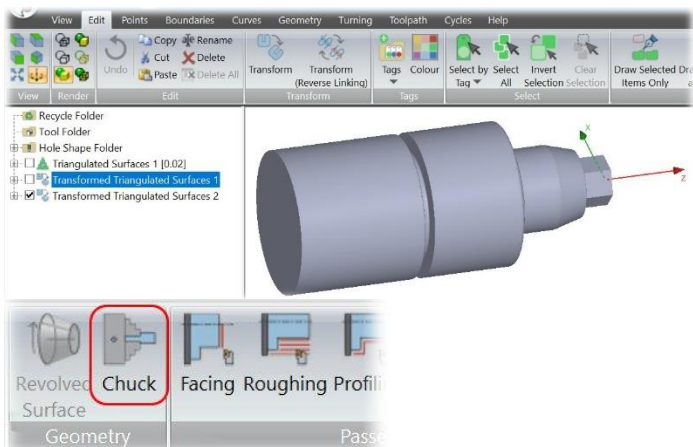 View Edit Points Boundaries Curves Geometry Turning Toolpath Cycles Help
Undo
Copy Rename
Cut Delete
Paste Delete All
Transform Transform (Reverse Linking)
Tags Colour
Select by Tag Select All Invert Selection Clear Selection
Draw Selected Items Only
View Render Edit Transform Tags Select
Recycle Folder
Tool Folder
Hole Shape Folder
Triangulated Surfaces 1 [0.02]
Transformed Triangulated Surfaces 1
Transformed Triangulated Surfaces 2
X
Z
Revolved Surface
Chuck
Facing Roughing Profili
Geometry Passe